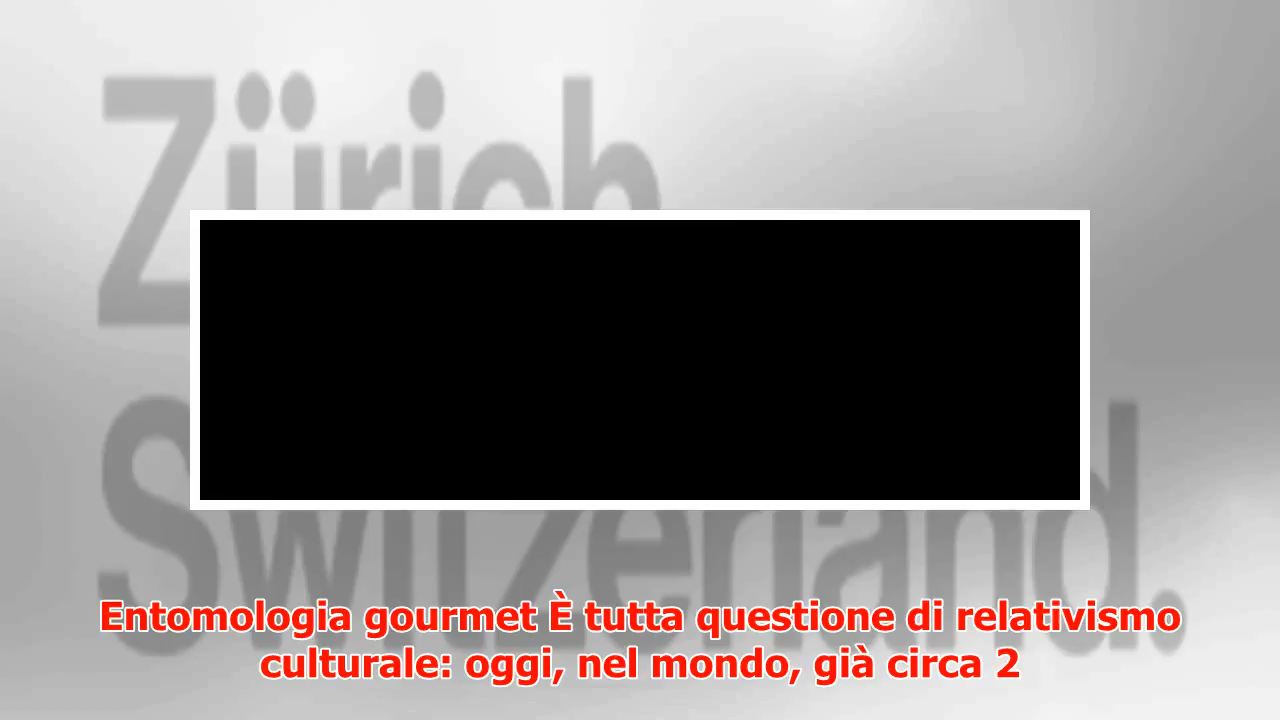 Zürich
Switzerland.
Entomologia gourmet È tutta questione di relativismo
culturale: oggi, nel mondo, già circa 2